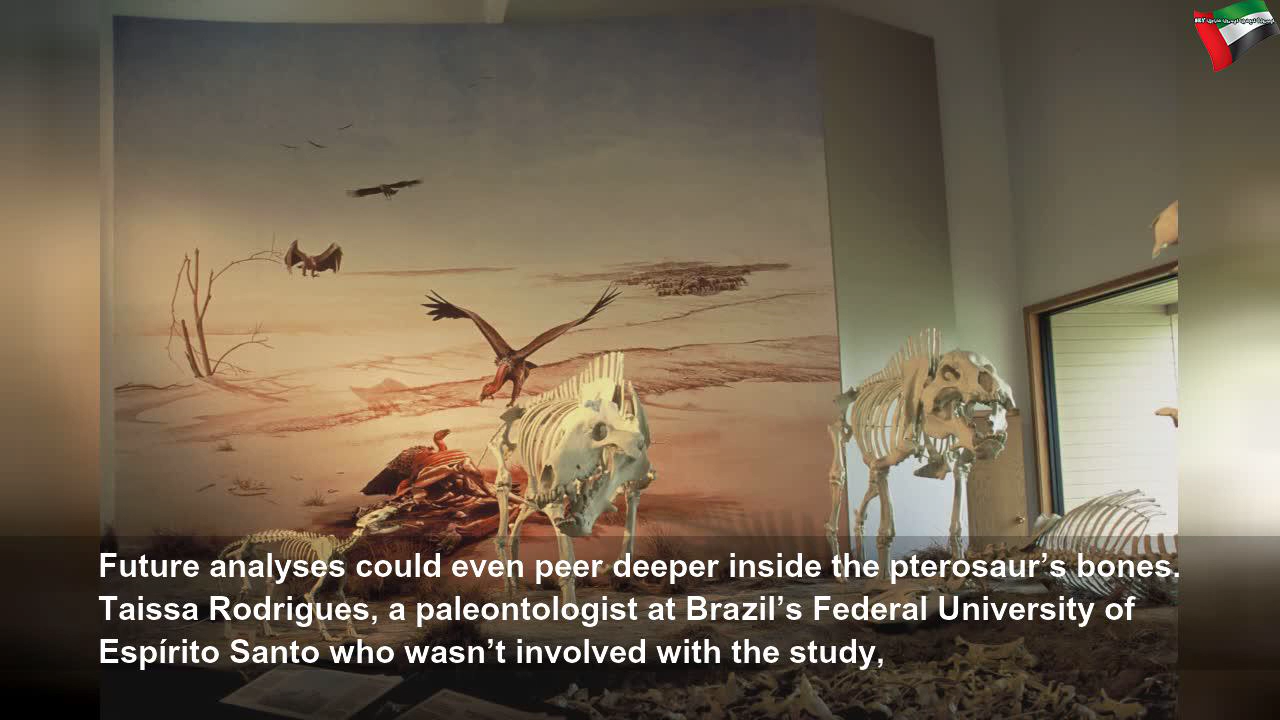 Future analyses could even peer deeper inside the pterosaur’s bones.
Taissa Rodrigues, a paleontologist at Brazil’s Federal University of
Espírito Santo who wasn’t involved with the study,